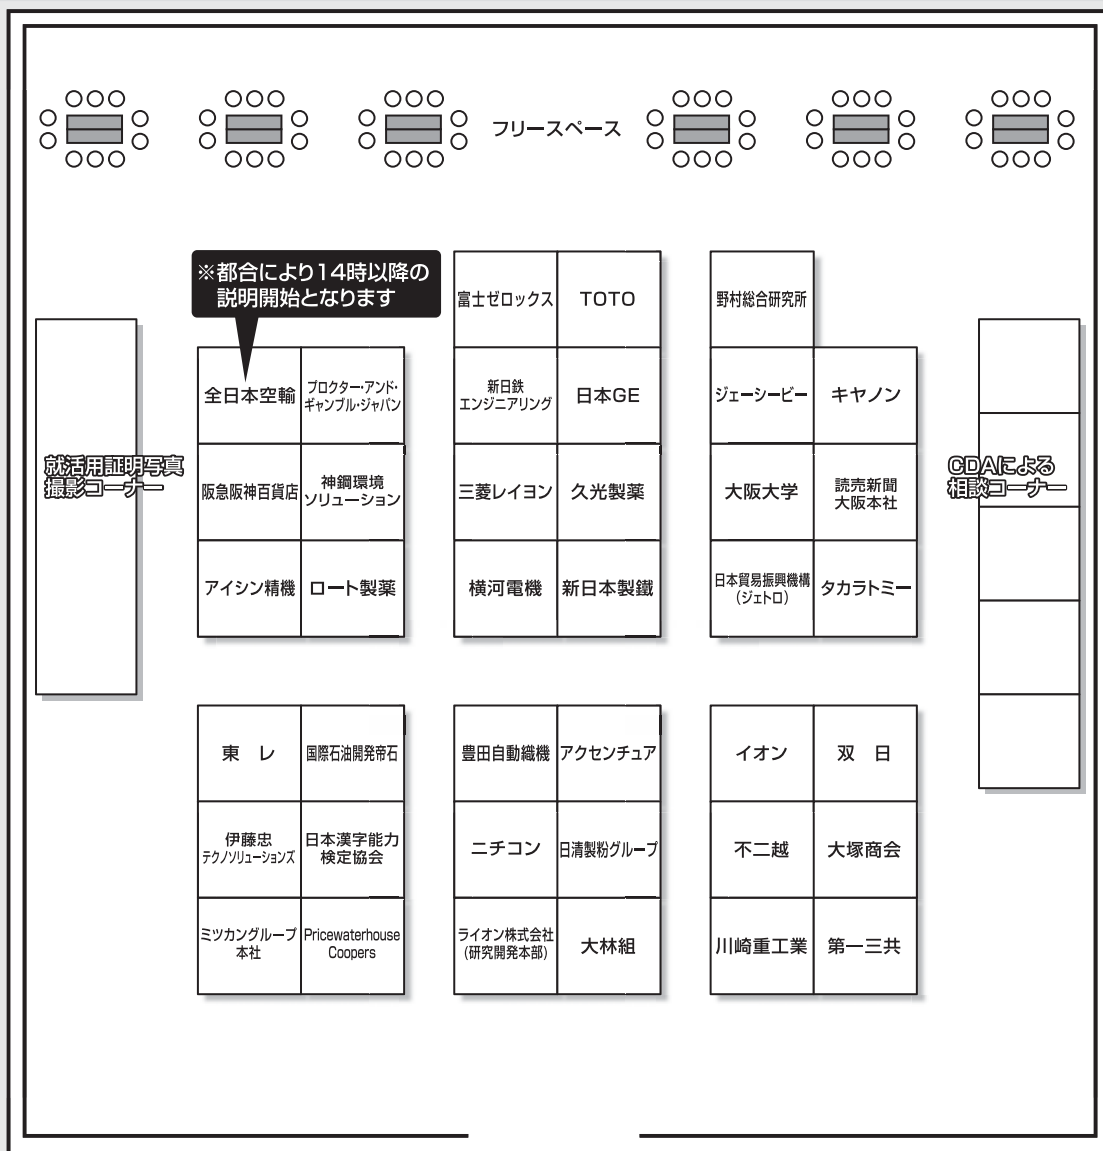 フリースペース
※都合により14時以降の
説明開始となります
富士ゼロックス
TOTO
野村総合研究所
全日本空輸
プロクター・アンド・
ギャンブル・ジャパン
新日鉄
エンジニアリング
日本GE
ジェーシービー
キヤノン
就活用証明写真
撮影コーナー
阪急阪神百貨店
神鋼環境
ソリューション
三菱レイヨン
久光製薬
大阪大学
読売新聞
大阪本社
CDAによる
相談コーナー
アイシン精機
ロート製薬
横河電機
新日本製鐵
日本貿易振興機構
(ジェトロ)
タカラトミー
東　レ
国際石油開発帝石
豊田自動織機
アクセンチュア
イオン
双　日
伊藤忠
テクノソリューションズ
日本漢字能力
検定協会
ニチコン
日清製粉グループ
不二越
大塚商会
ミツカングループ
本社
Pricewaterhouse
Coopers
ライオン株式会社
(研究開発本部)
大林組
川崎重工業
第一三共